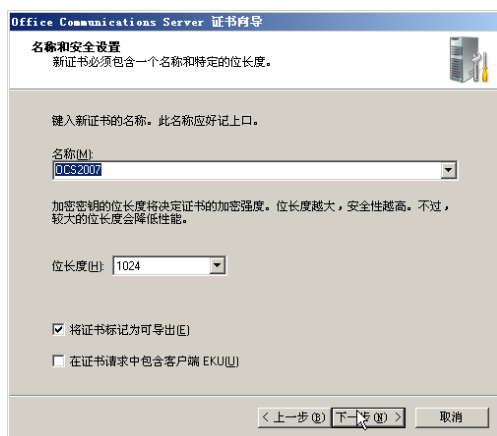 Office Communications Server 证书向导
名称和安全设置
新证书必须包含一个名称和特定的位长度。
键入新证书的名称。此名称应好记上口。
名称(M):
OCS2007
加密密钥的位长度将决定证书的加密强度。位长度越大，安全性越高。不过，
较大的位长度会降低性能。
位长度(H): 1024
将证书标记为可导出(E)
在证书请求中包含客户端 EKU(U)
< 上一步(B) 下一步(N) > 取消